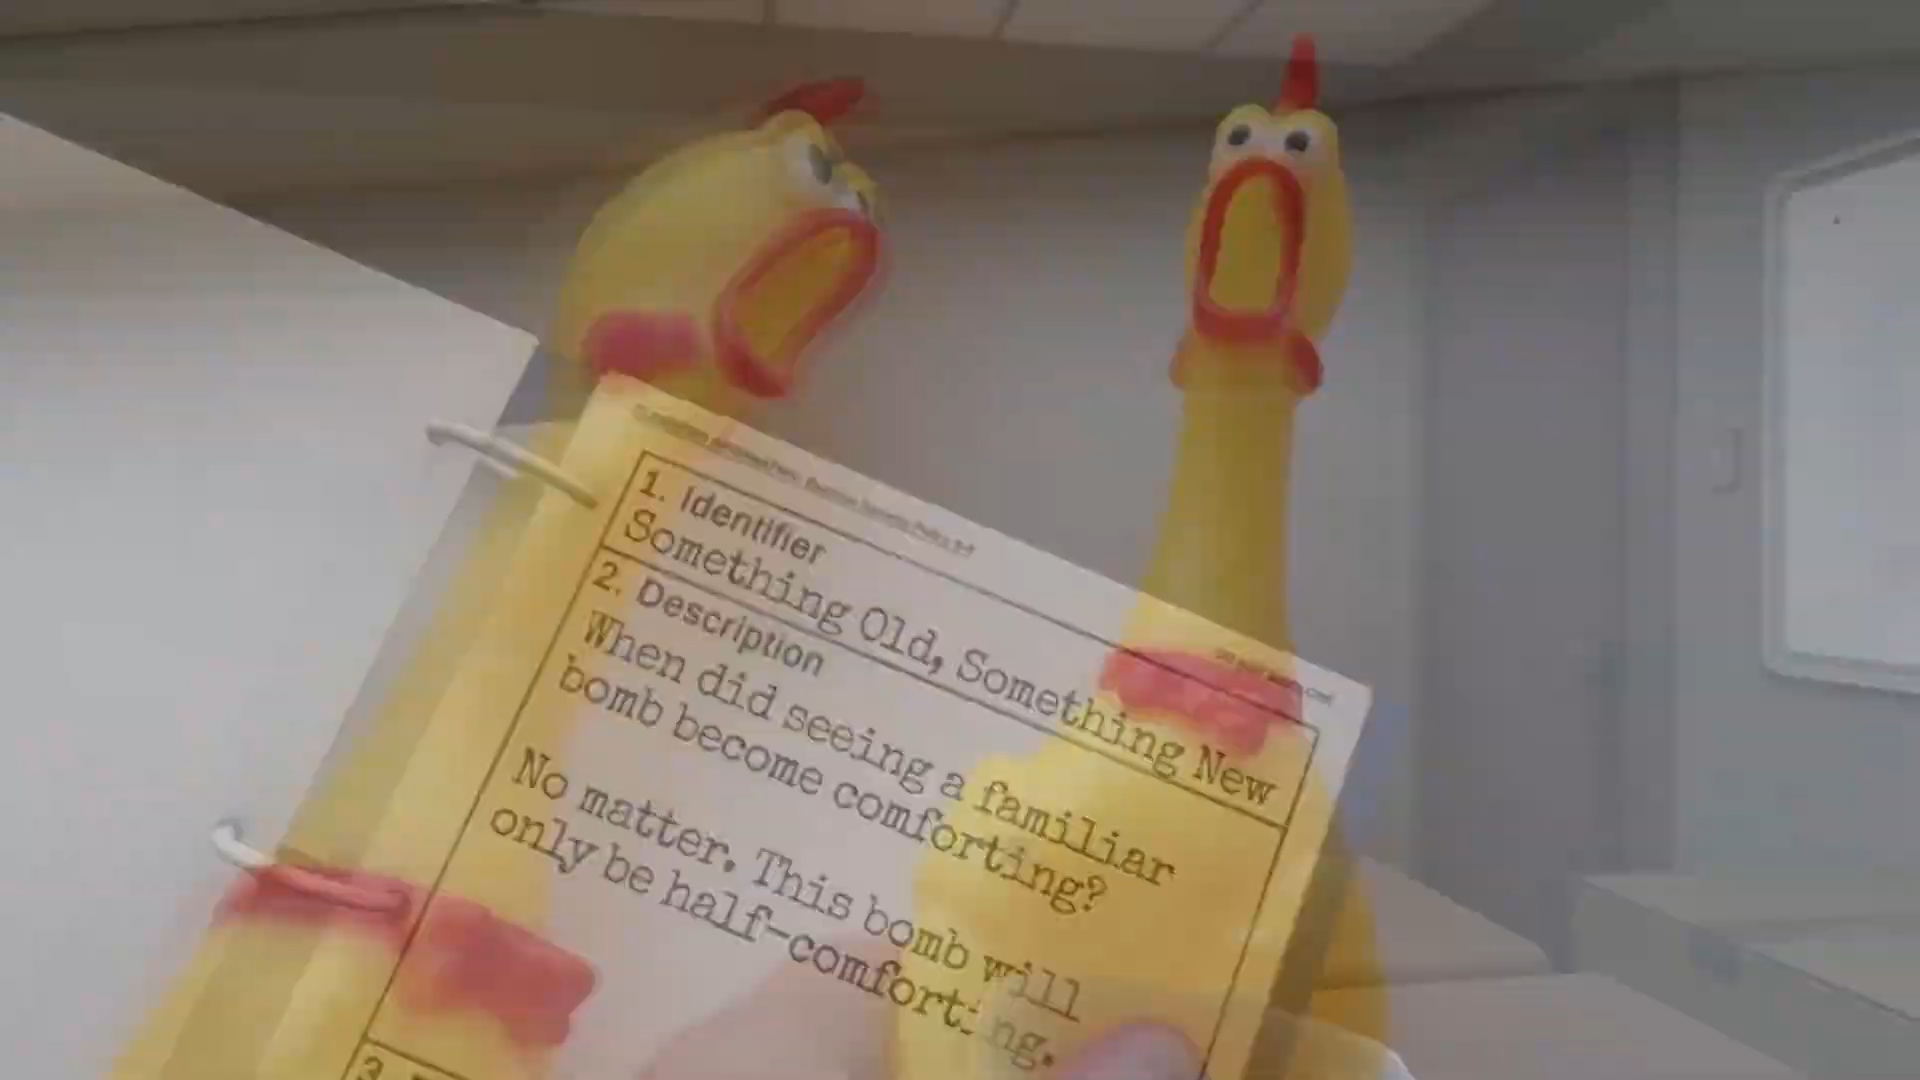 1. Identifier
Something Old, Something New
2. Description
When did seeing a familiar
bomb become comforting?
No matter. This bomb will
only be half-comforting.
3.